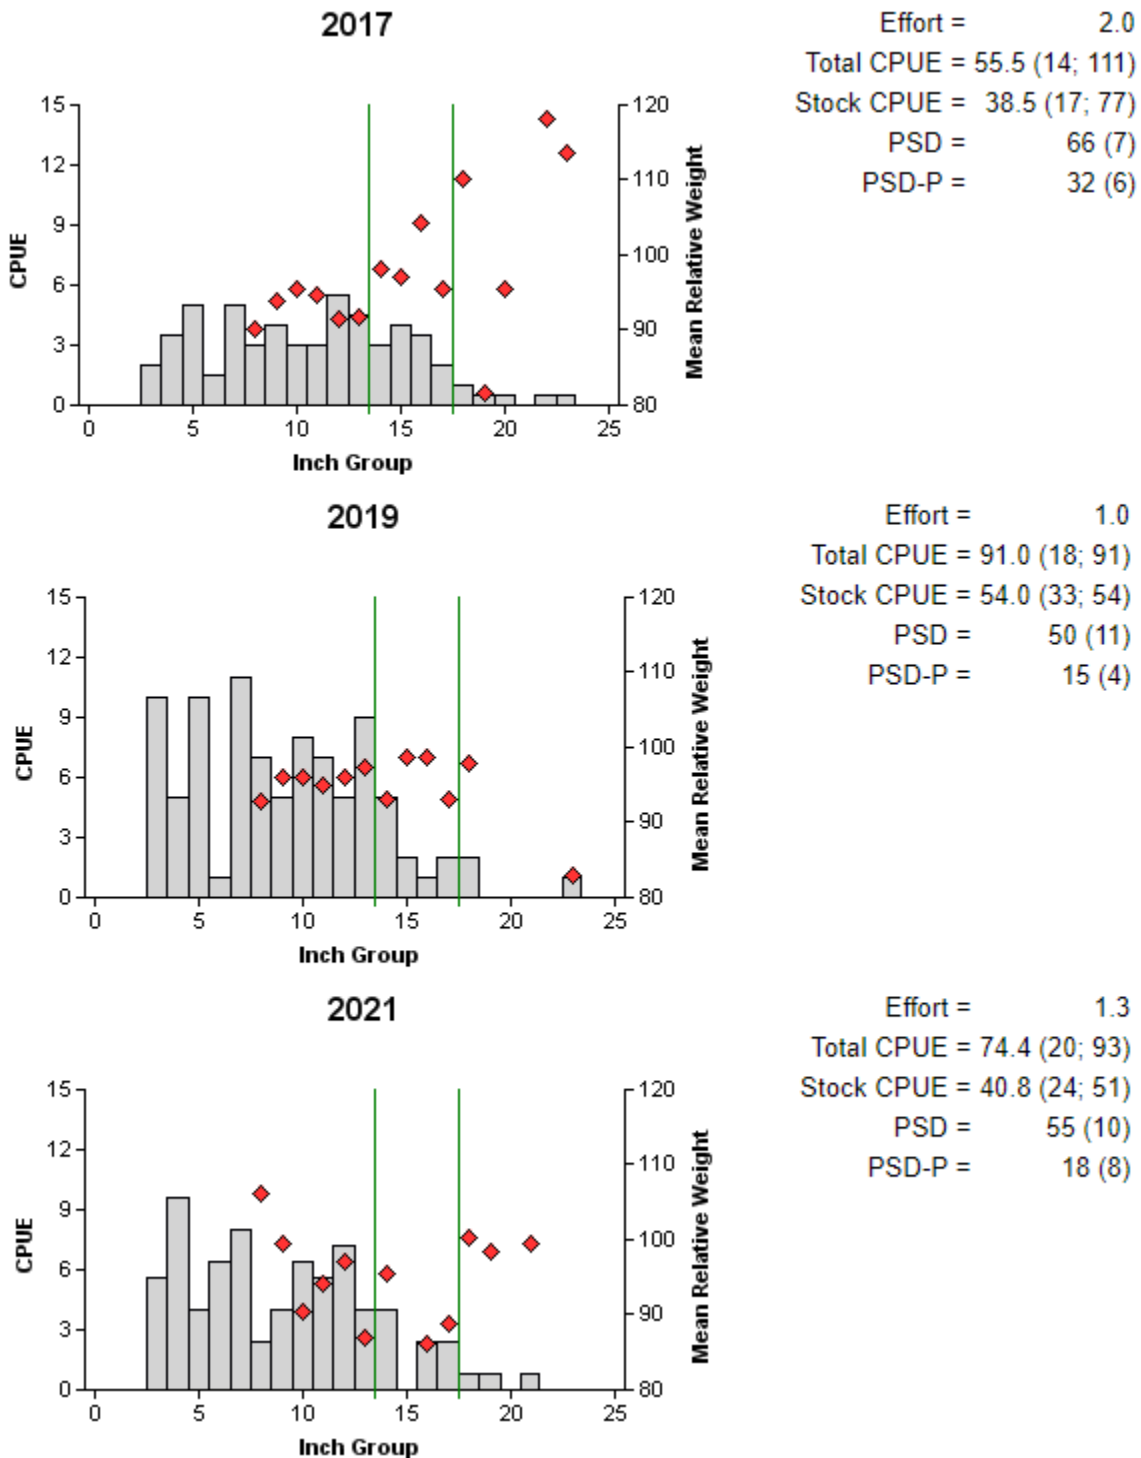 2017
Effort = 2.0
Total CPUE = 55.5 (14; 111)
Stock CPUE = 38.5 (17; 77)
PSD = 66 (7)
PSD-P = 32 (6)
15 120
12
110
9
100
6
90
3
0 80
CPUE
Mean Relative Weight
0 5 10 15 20 25
Inch Group
2019
Effort = 1.0
Total CPUE = 91.0 (18; 91)
Stock CPUE = 54.0 (33; 54)
PSD = 50 (11)
PSD-P = 15 (4)
15 120
12
110
9
100
6
90
3
0 80
CPUE
Mean Relative Weight
0 5 10 15 20 25
Inch Group
2021
Effort = 1.3
Total CPUE = 74.4 (20; 93)
Stock CPUE = 40.8 (24; 51)
PSD = 55 (10)
PSD-P = 18 (8)
15 120
12
110
9
100
6
90
3
0 80
CPUE
Mean Relative Weight
0 5 10 15 20 25
Inch Group